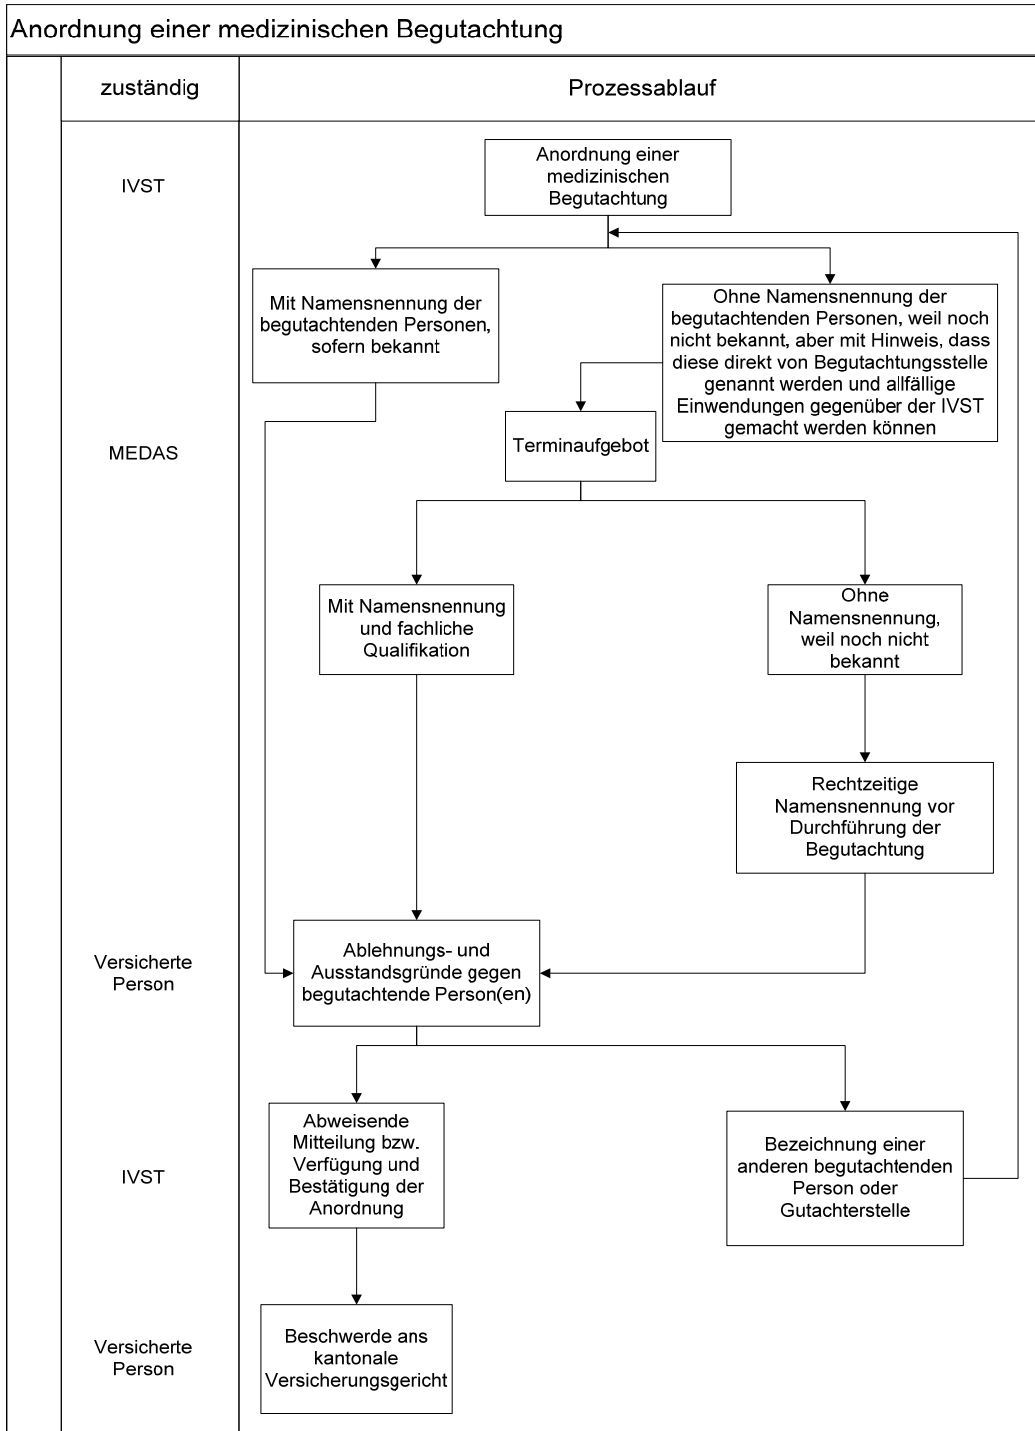 Anordnung einer medizinischen Begutachtung
zuständig
Prozessablauf
IVST
Anordnung einer
medizinischen
Begutachtung
Mit Namensnennung der
begutachtenden Personen,
sofern bekannt
Ohne Namensnennung der
begutachtenden Personen, weil noch
nicht bekannt, aber mit Hinweis, dass
diese direkt von Begutachtungsstelle
genannt werden und allfällige
Einwendungen gegenüber der IVST
gemacht werden können
MEDAS
Terminaufgebot
Mit Namensnennung
und fachliche
Qualifikation
Ohne
Namensnennung,
weil noch nicht
bekannt
Rechtzeitige
Namensnennung vor
Durchführung der
Begutachtung
Versicherte
Person
Ablehnungs- und
Ausstandsgründe gegen
begutachtende Person(en)
IVST
Abweisende
Mitteilung bzw.
Verfügung und
Bestätigung der
Anordnung
Bezeichnung einer
anderen begutachtenden
Person oder
Gutachterstelle
Versicherte
Person
Beschwerde ans
kantonale
Versicherungsgericht